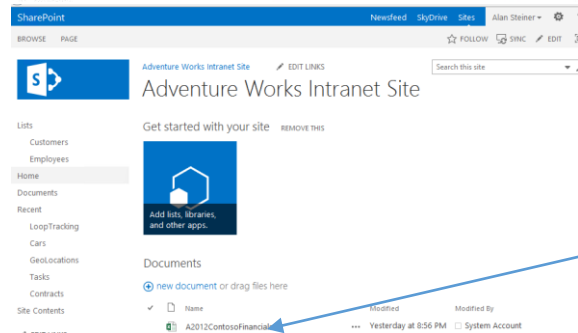 SharePoint
Newsfeed SkyDrive Sites Alan Steiner
BROWSE PAGE
FOLLOW SYNC EDIT
S
Adventure Works Intranet Site EDIT LINKS
Search this site
Adventure Works Intranet Site
Lists
Customers
Employees
Home
Documents
Recent
LoopTracking
Cars
GeoLocations
Tasks
Contracts
Site Contents
Get started with your site REMOVE THIS
Add lists, libraries,
and other apps.
Documents
new document or drag files here
Name Modified Modified By
A2012ContosoFinancial ... Yesterday at 8:56 PM System Account